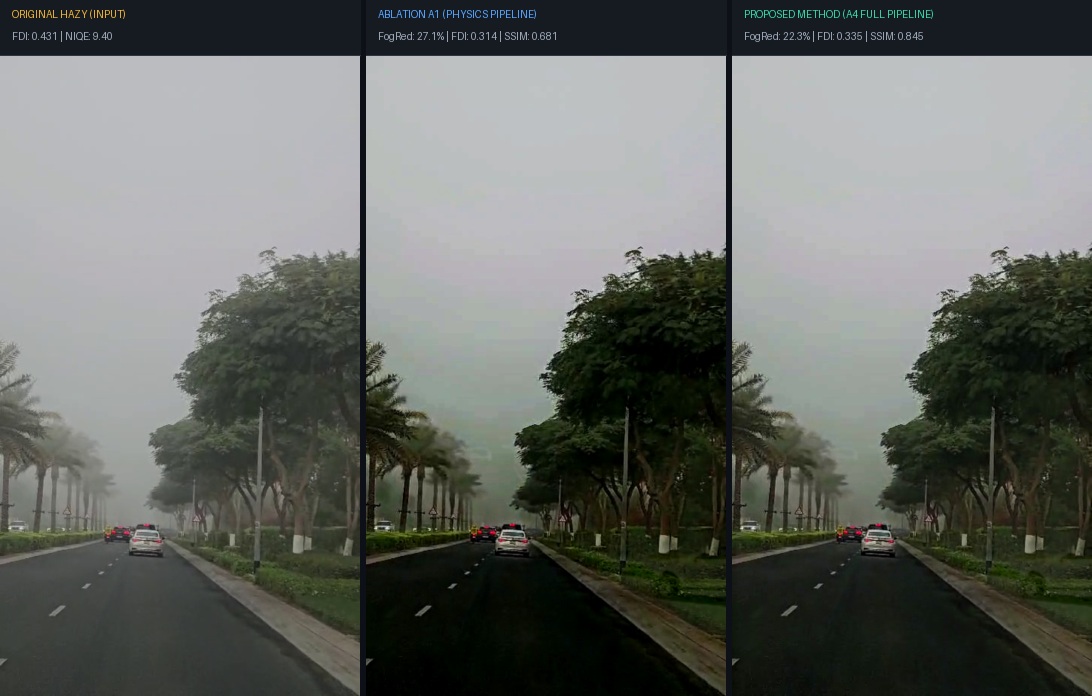 ORIGINAL HAZY (INPUT)
FDI: 0.431 | NIQE: 9.40
ABLATION A1 (PHYSICS PIPELINE)
FogRed: 27.1% | FDI: 0.314 | SSIM: 0.681
PROPOSED METHOD (A4 FULL PIPELINE)
FogRed: 22.3% | FDI: 0.335 | SSIM: 0.845